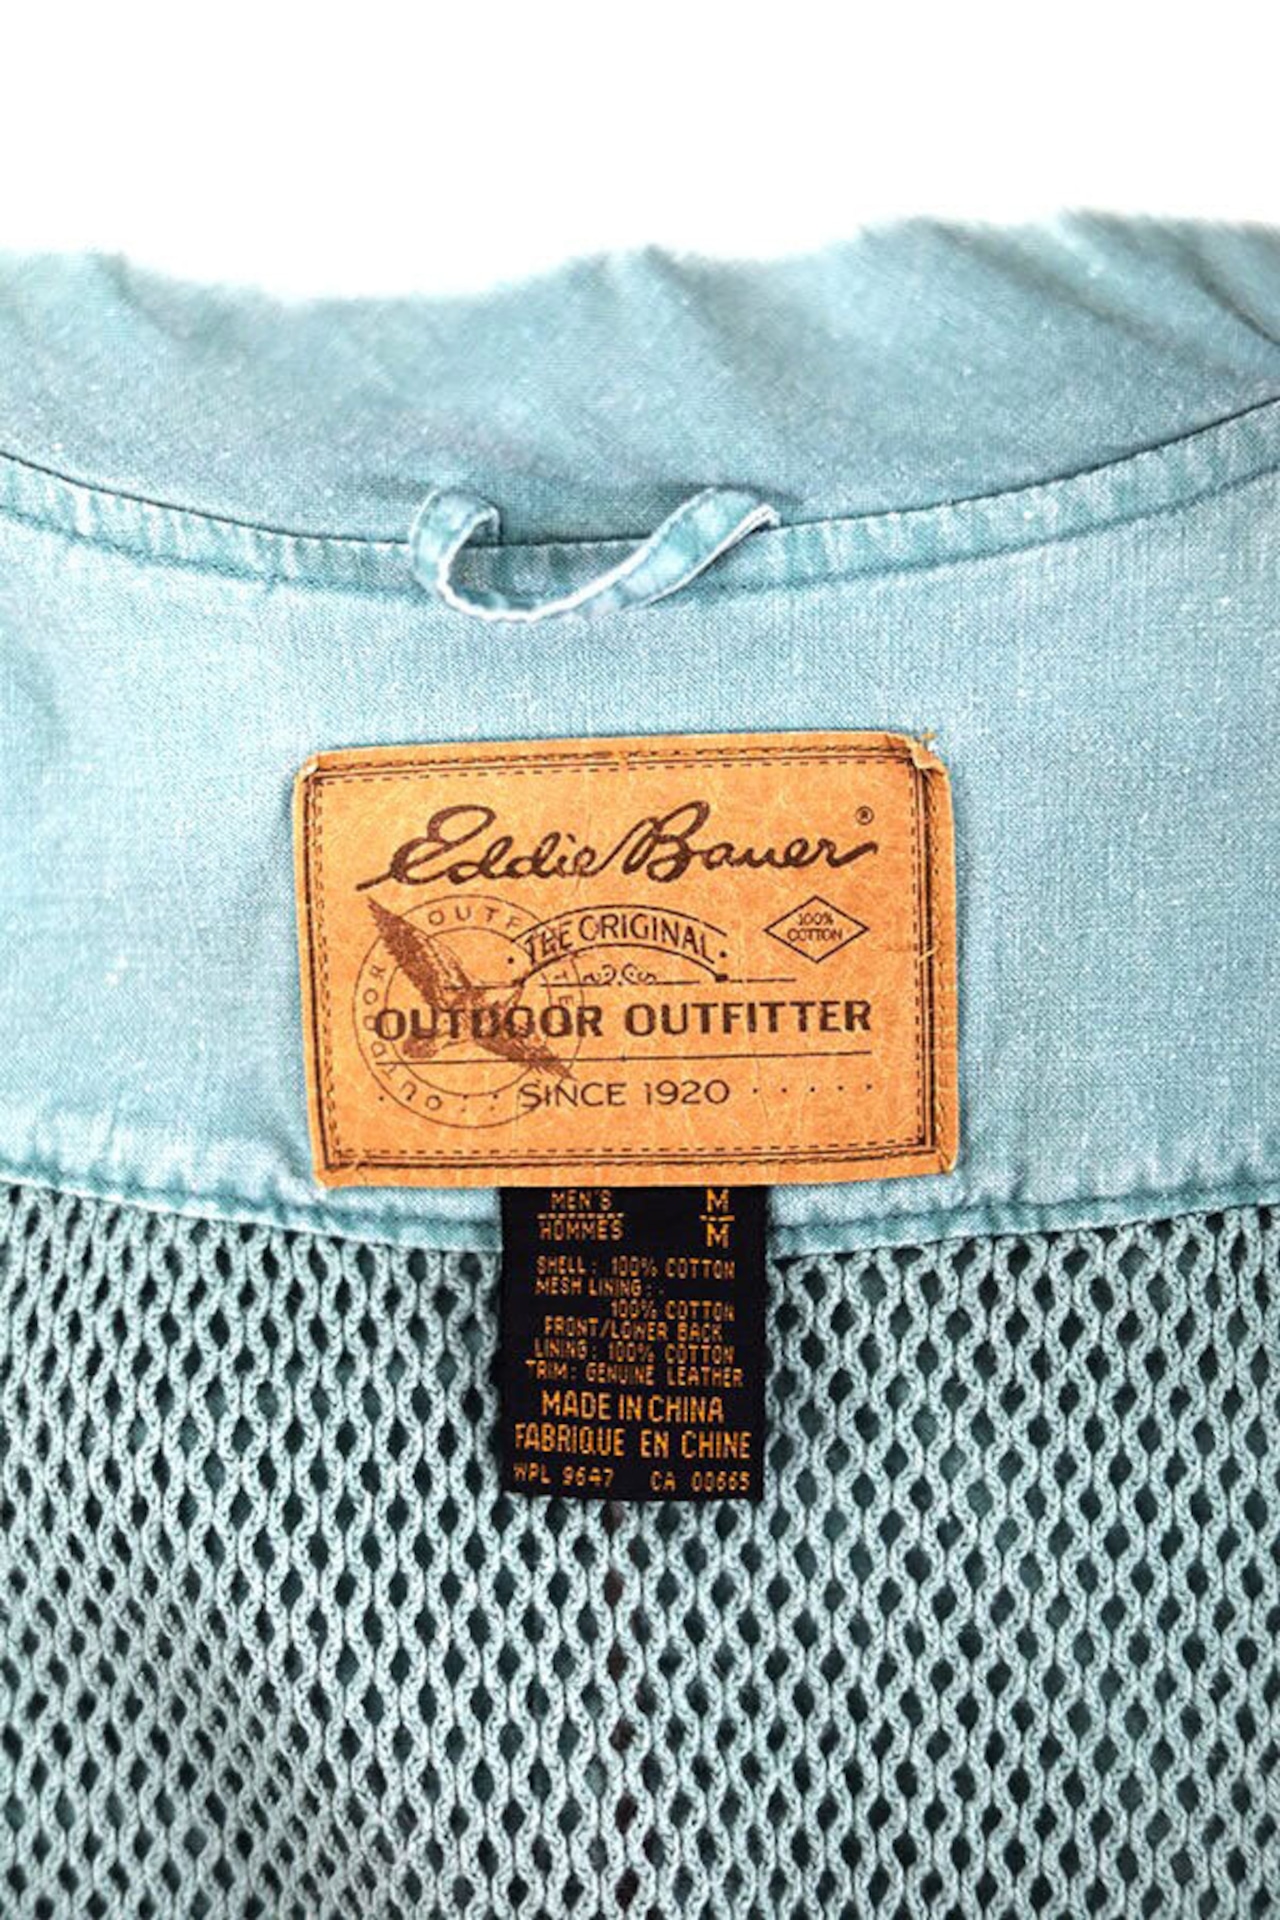 Eddie Bauer®
THE ORIGINAL
100%
COTTON
OUTDOOR OUTFITTER
SINCE 1920
MEN'S M
HOMMES M
SHELL: 100% COTTON
MESH LINING:
100% COTTON
FRONT/LOWER BACK
LINING: 100% COTTON
TRIM: GENUINE LEATHER
MADE IN CHINA
FABRIQUE EN CHINE
WPL 9647 CA 00665